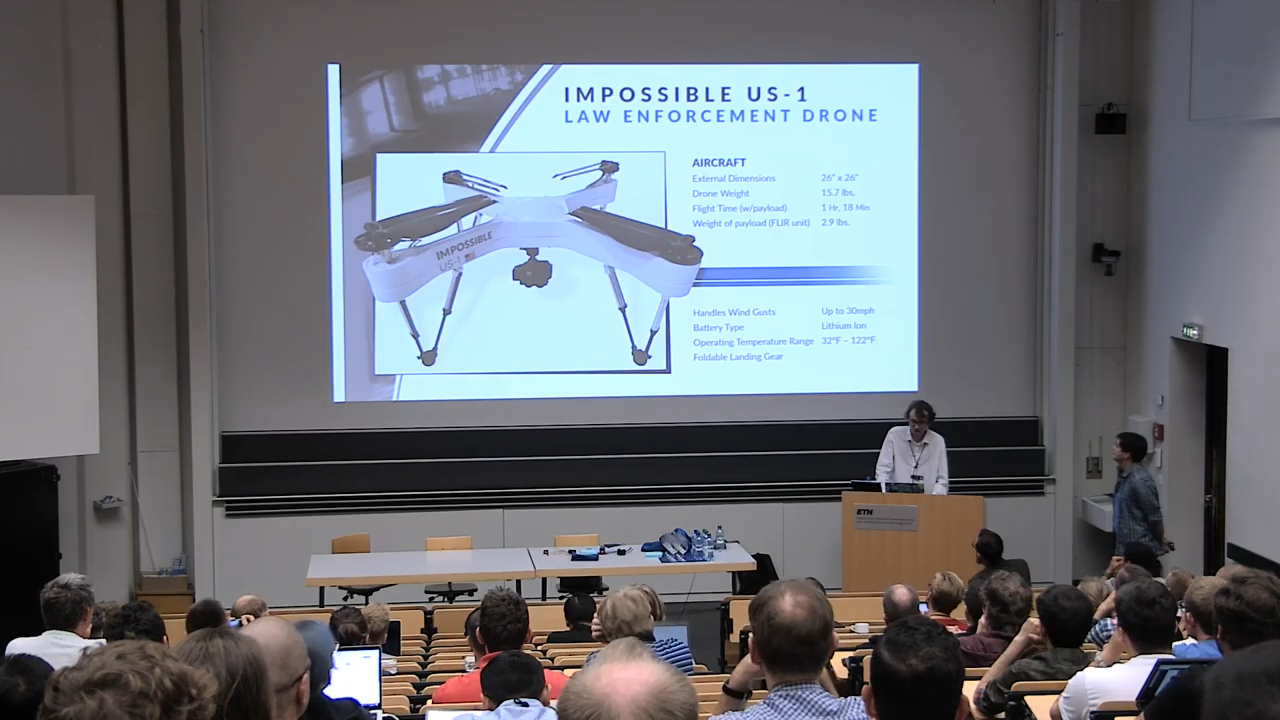 IMPOSSIBLE US-1
LAW ENFORCEMENT DRONE
AIRCRAFT
External Dimensions 26" x 26"
Drone Weight 15.7 lbs.
Flight Time (w/payload) 1 Hr, 18 Min
Weight of payload (FLIR unit) 2.9 lbs.
IMPOSSIBLE
US-1
Handles Wind Gusts Up to 30mph
Battery Type Lithium Ion
Operating Temperature Range 32°F – 122°F
Foldable Landing Gear
ETH